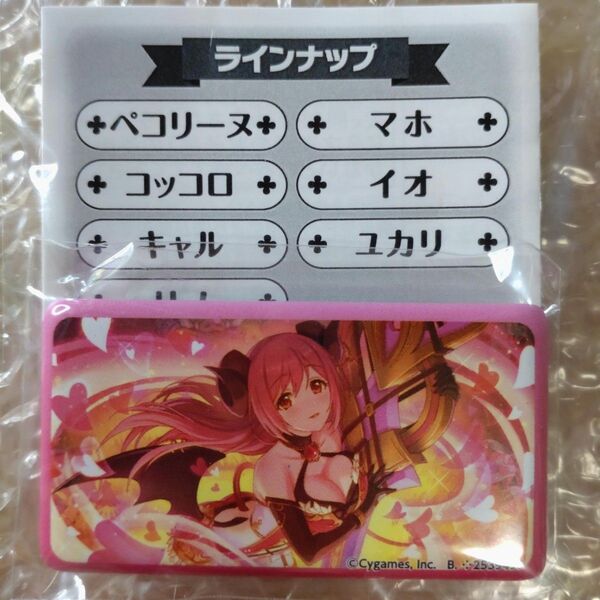 ラインナップ
ペコリーヌ
マホ
コッコロ
イオ
キャル
ユカリ
©Cygames, Inc. B.